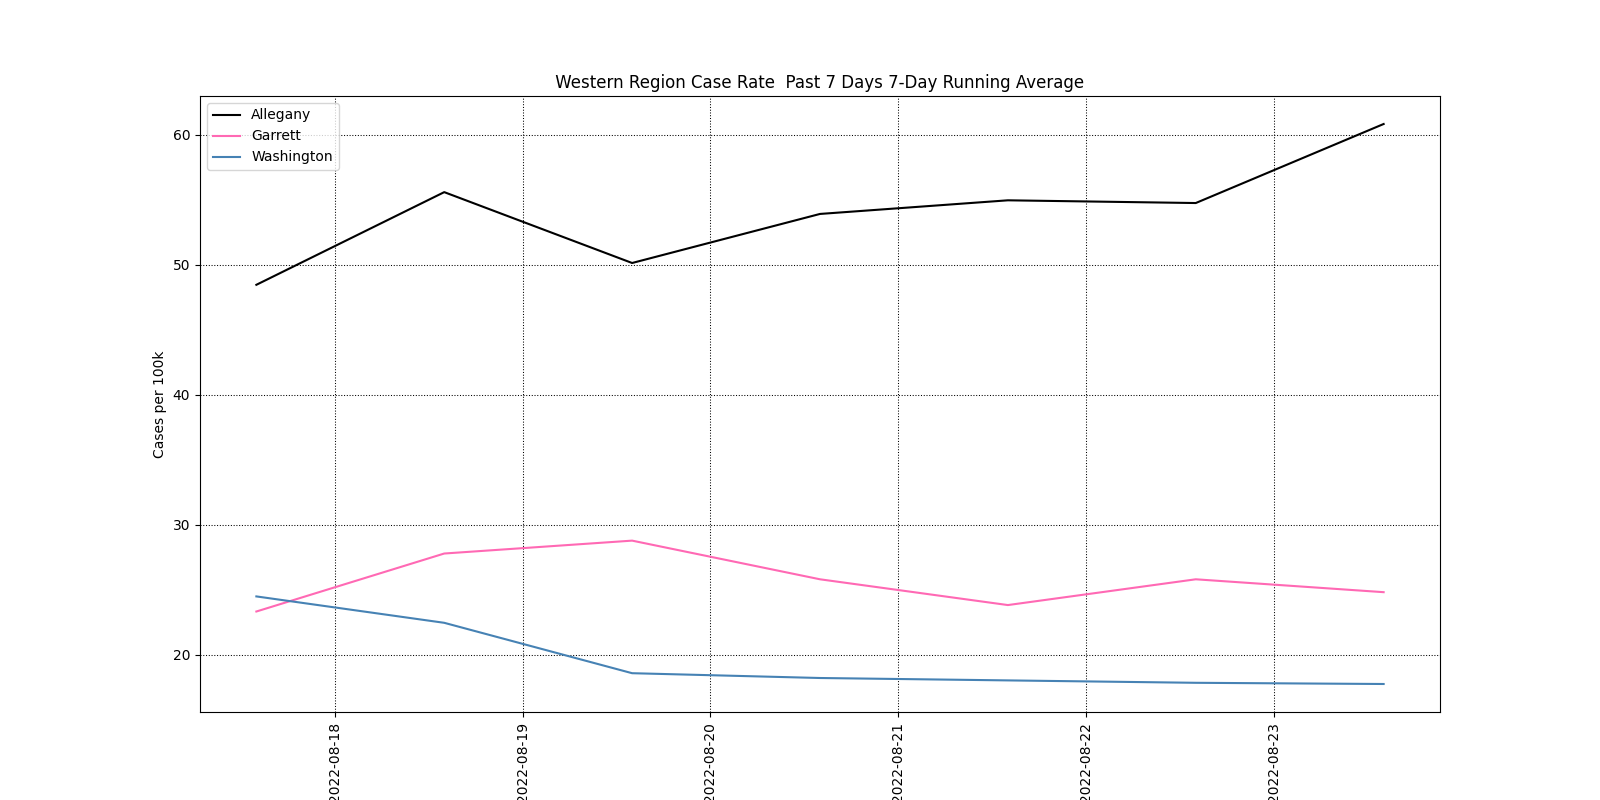 Western Region Case Rate  Past 7 Days 7-Day Running Average
Allegany
Garrett
Washington
60
50
40
30
20
Cases per 100k
2022-08-18
2022-08-19
2022-08-20
2022-08-21
2022-08-22
2022-08-23